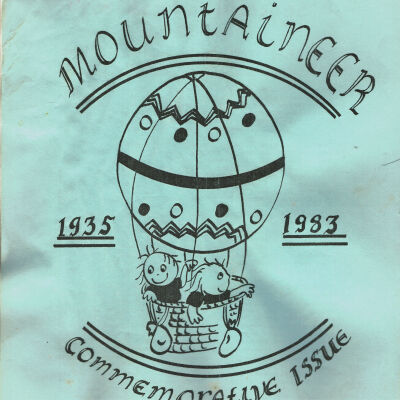 MOUNTAINEER
1935 1983
COMMEMORATIVE ISSUE